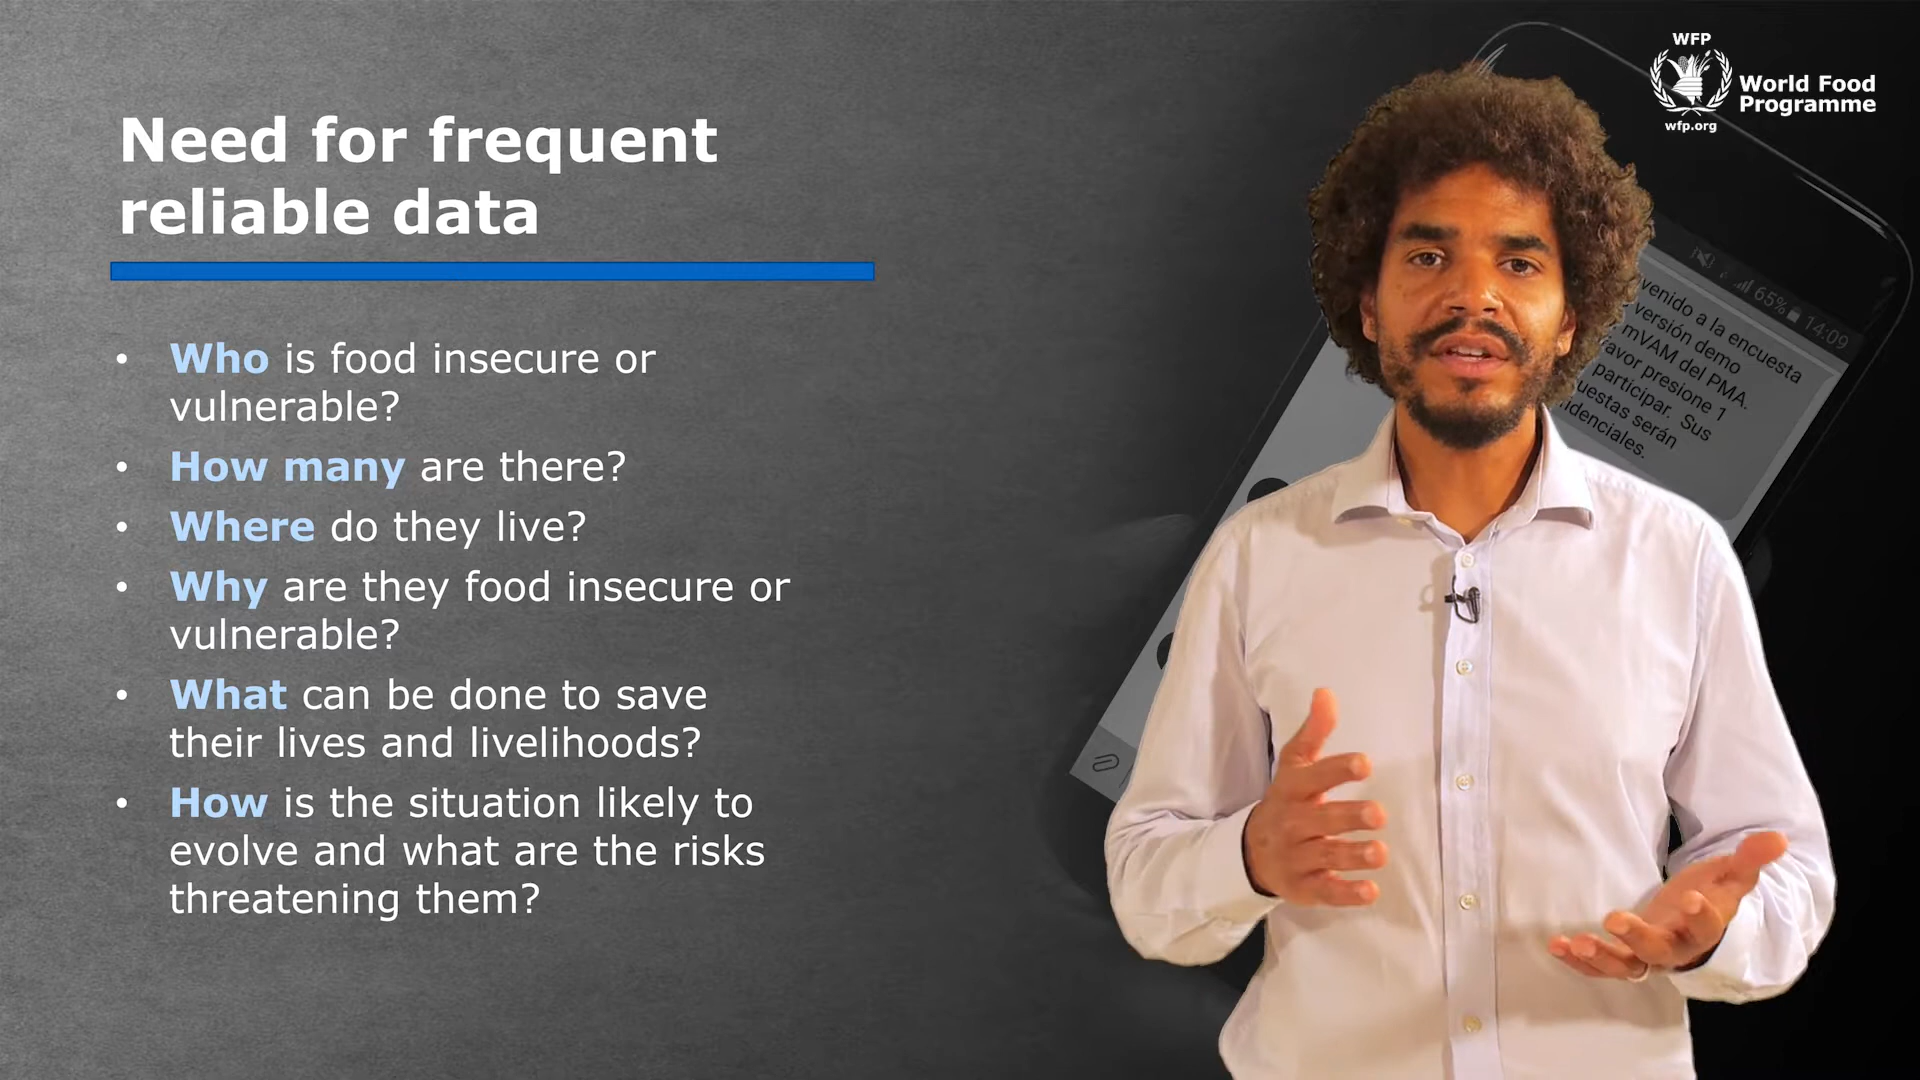 WFP
World Food
Programme
wfp.org
Need for frequent
reliable data
• Who is food insecure or
vulnerable?
• How many are there?
• Where do they live?
• Why are they food insecure or
vulnerable?
• What can be done to save
their lives and livelihoods?
• How is the situation likely to
evolve and what are the risks
threatening them?
65% 14:09
venido a la encuesta
versión demo
mVAM del PMA.
avor presione 1
participar. Sus
uestas serán
idenciales.